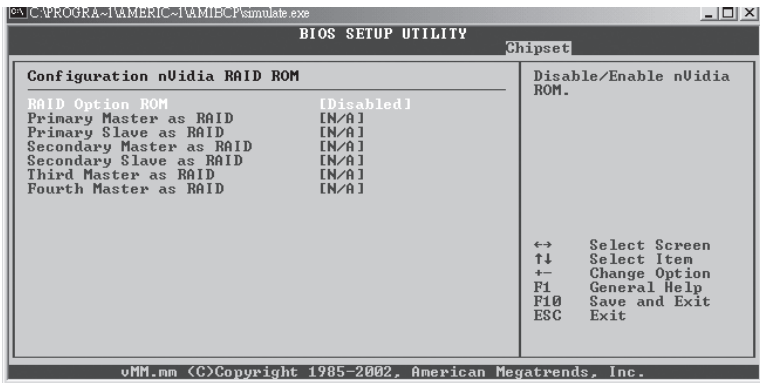 C:\PROGRA~1\AMERIC~1\AMIBCP\simulate.exe
BIOS SETUP UTILITY
Chipset
Configuration nVidia RAID ROM
RAID Option ROM [Disabled]
Primary Master as RAID [N/A]
Primary Slave as RAID [N/A]
Secondary Master as RAID [N/A]
Secondary Slave as RAID [N/A]
Third Master as RAID [N/A]
Fourth Master as RAID [N/A]
Disable/Enable nVidia
ROM.
↔ Select Screen
↑↓ Select Item
+- Change Option
F1 General Help
F10 Save and Exit
ESC Exit
vMM.mm (C)Copyright 1985-2002, American Megatrends, Inc.